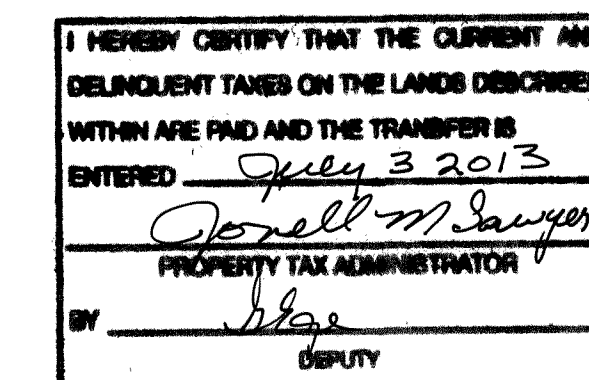 I HEREBY CERTIFY THAT THE CURRENT AN
DELINQUENT TAXES ON THE LANDS DESCRIBE
WITHIN ARE PAID AND THE TRANSFER IS
ENTERED July 3 2013
Jonell M Sawyer
PROPERTY TAX ADMINISTRATOR
BY
DEPUTY